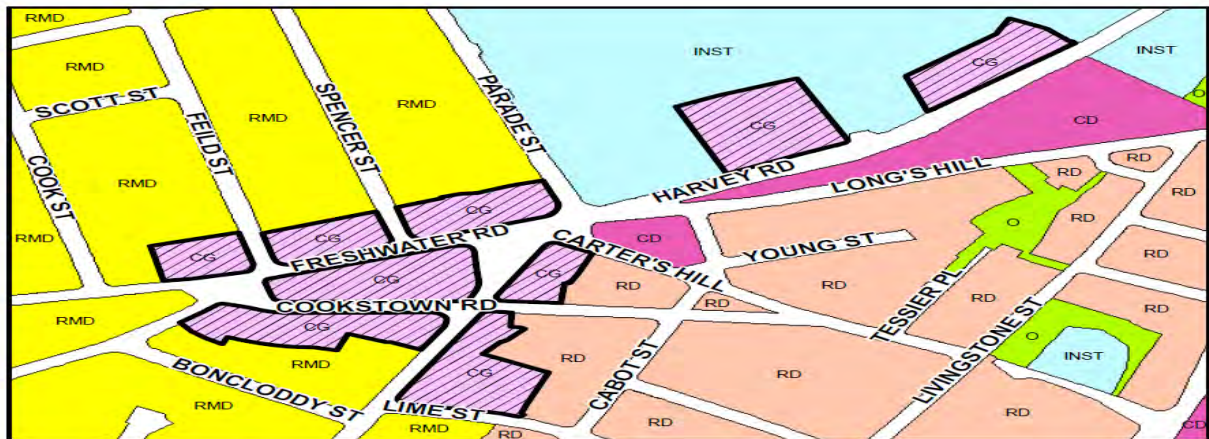 RMD
INST
INST
CG
RMD
RMD
SCOTT ST
PARADE ST
SPENCER ST
RMD
FEILD ST
RMD
O
CG
CD
COOK ST
RMD
HARVEY RD
LONG'S HILL
RD
RD
RD
CG
RD
O
RMD
CG
FRESHWATER RD
CARTER'S HILL
CD
YOUNG ST
RD
CG
CG
CG
RD
RD
TESSIER PL
RD
LIVINGSTONE ST
COOKSTOWN RD
RD
RD
RMD
CG
O
INST
RMD
BONCLODDY ST
CG
RD
CABOT ST
RD
RMD
LIME ST
RMD
RD
RD
RD
CD